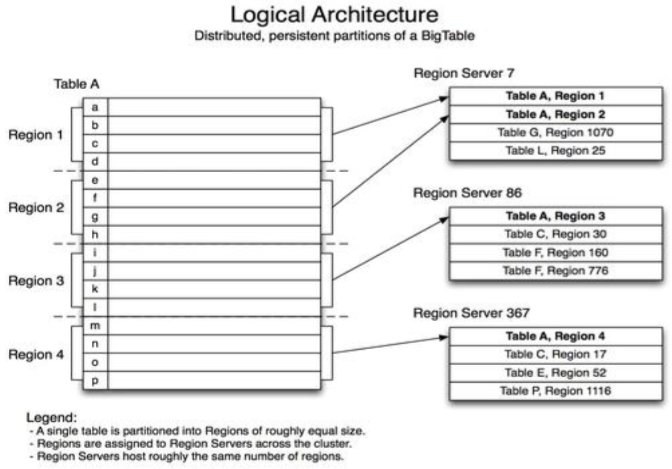 Logical Architecture
Distributed, persistent partitions of a BigTable
Table A
Region 1
a
b
c
d
Region 2
e
f
g
h
Region 3
i
j
k
l
Region 4
m
n
o
p
Region Server 7
Table A, Region 1
Table A, Region 2
Table G, Region 1070
Table L, Region 25
Region Server 86
Table A, Region 3
Table C, Region 30
Table F, Region 160
Table F, Region 776
Region Server 367
Table A, Region 4
Table C, Region 17
Table E, Region 52
Table P, Region 1116
Legend:
- A single table is partitioned into Regions of roughly equal size.
- Regions are assigned to Region Servers across the cluster.
- Region Servers host roughly the same number of regions.